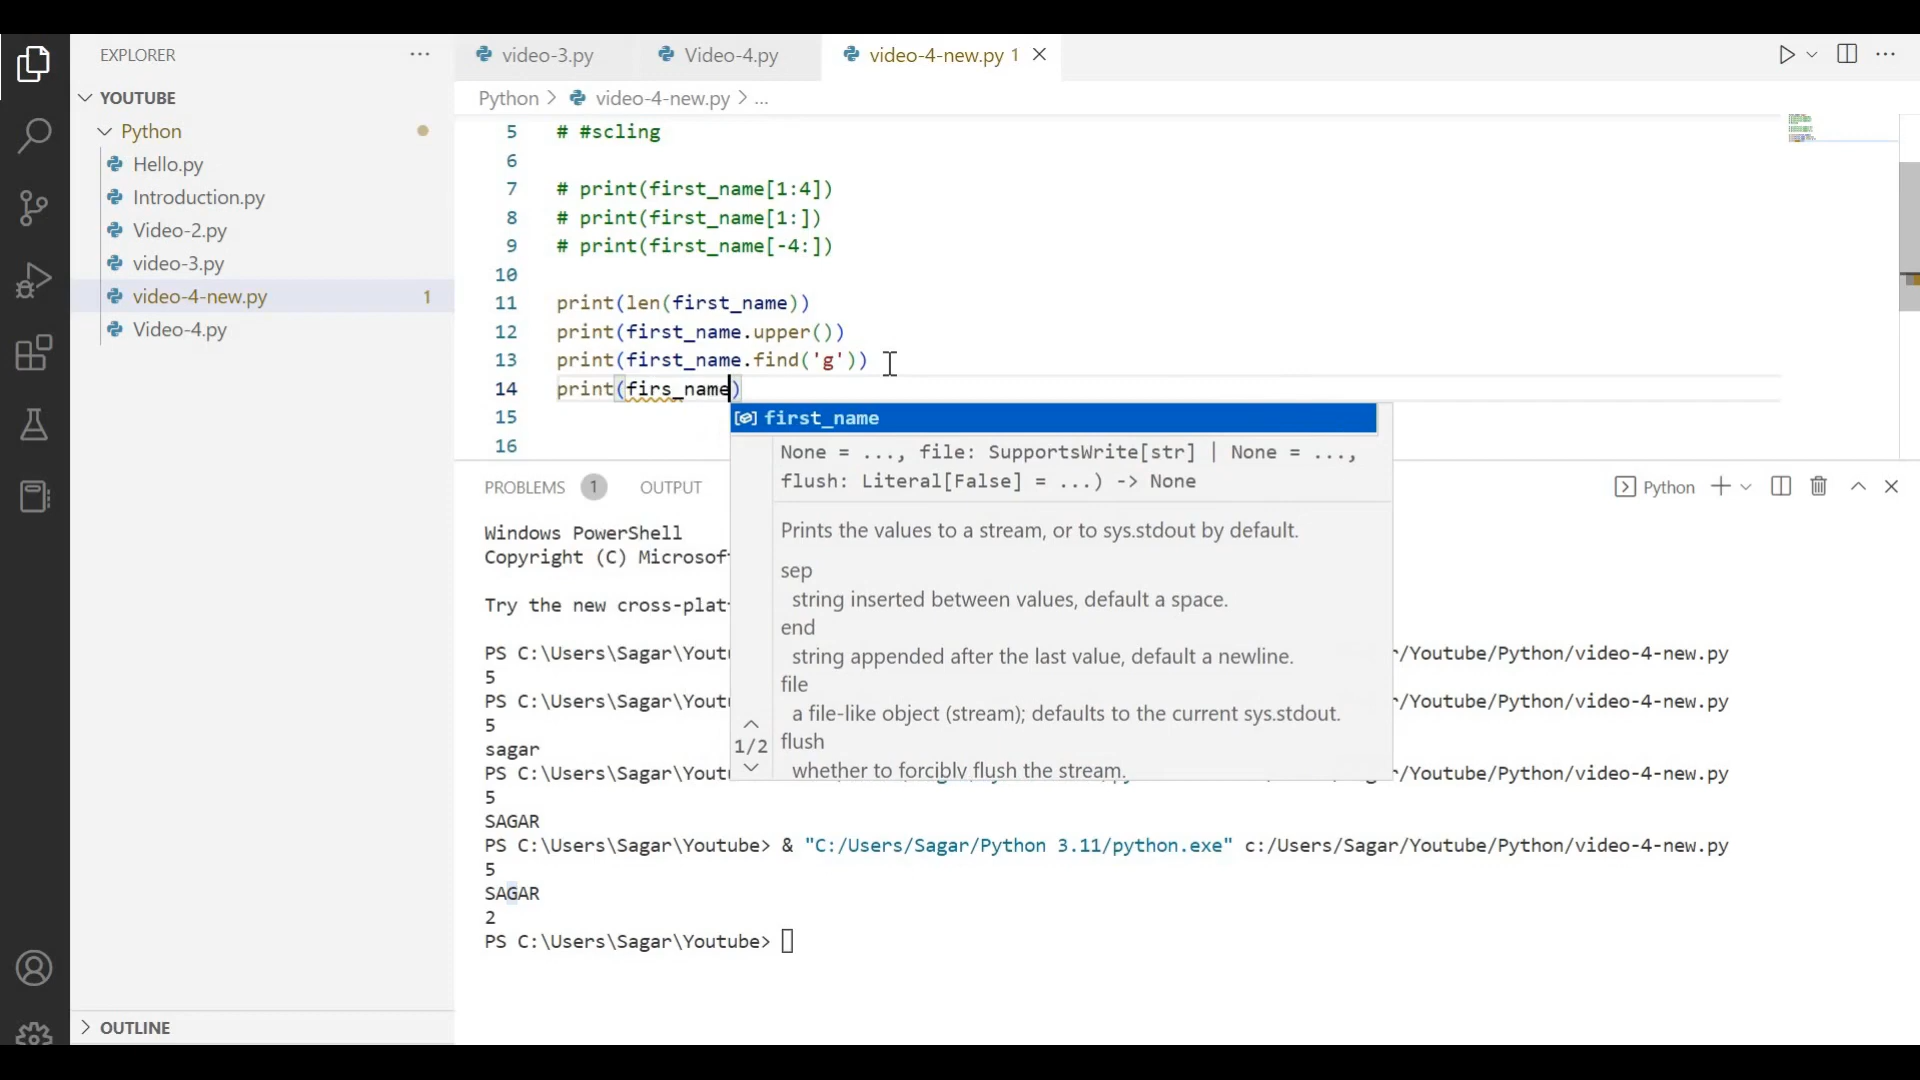 EXPLORER
YOUTUBE
Python
Hello.py
Introduction.py
Video-2.py
video-3.py
video-4-new.py 1
Video-4.py
OUTLINE
video-3.py Video-4.py video-4-new.py 1
Python > video-4-new.py > ...
5 # #scling
6
7 # print(first_name[1:4])
8 # print(first_name[1:])
9 # print(first_name[-4:])
10
11 print(len(first_name))
12 print(first_name.upper())
13 print(first_name.find('g'))
14 print(firs_name)
15
16
first_name
None = ..., file: SupportsWrite[str] | None = ...,
flush: Literal[False] = ...) -> None
Prints the values to a stream, or to sys.stdout by default.
sep
string inserted between values, default a space.
end
string appended after the last value, default a newline.
file
a file-like object (stream); defaults to the current sys.stdout.
flush
whether to forcibly flush the stream.
1/2
PROBLEMS 1 OUTPUT
Python
Windows PowerShell
Copyright (C) Microsof
Try the new cross-plat
PS C:\Users\Sagar\Yout r/Youtube/Python/video-4-new.py
5
PS C:\Users\Sagar\Yout r/Youtube/Python/video-4-new.py
5
sagar
PS C:\Users\Sagar\Yout r/Youtube/Python/video-4-new.py
5
SAGAR
PS C:\Users\Sagar\Youtube> & "C:/Users/Sagar/Python 3.11/python.exe" c:/Users/Sagar/Youtube/Python/video-4-new.py
5
SAGAR
2
PS C:\Users\Sagar\Youtube>